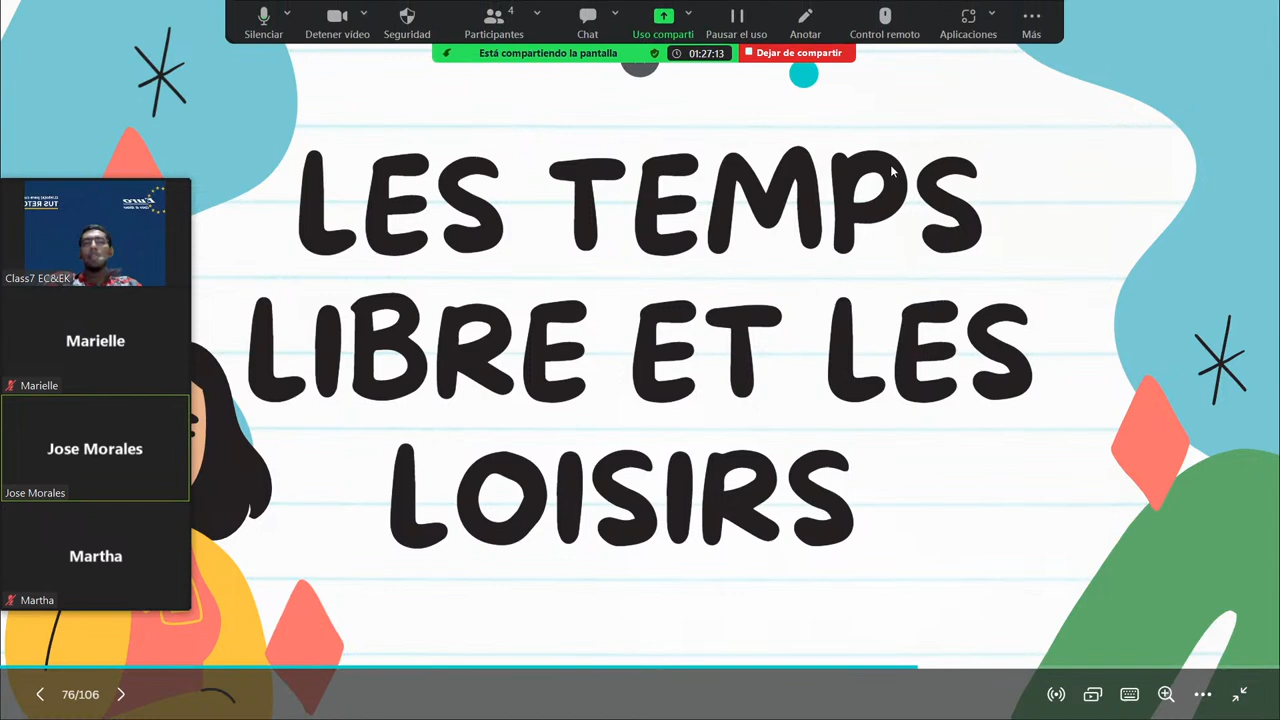 4
Silenciar
Detener vídeo
Seguridad
Participantes
Chat
Uso comparti
Pausar el uso
Anotar
Control remoto
Aplicaciones
Más
Está compartiendo la pantalla
01:27:13
Dejar de compartir
LES TEMPS
LIBRE ET LES
LOISIRS
Class7 EC&EK
Marielle
Marielle
Jose Morales
Jose Morales
Martha
Martha
76/106